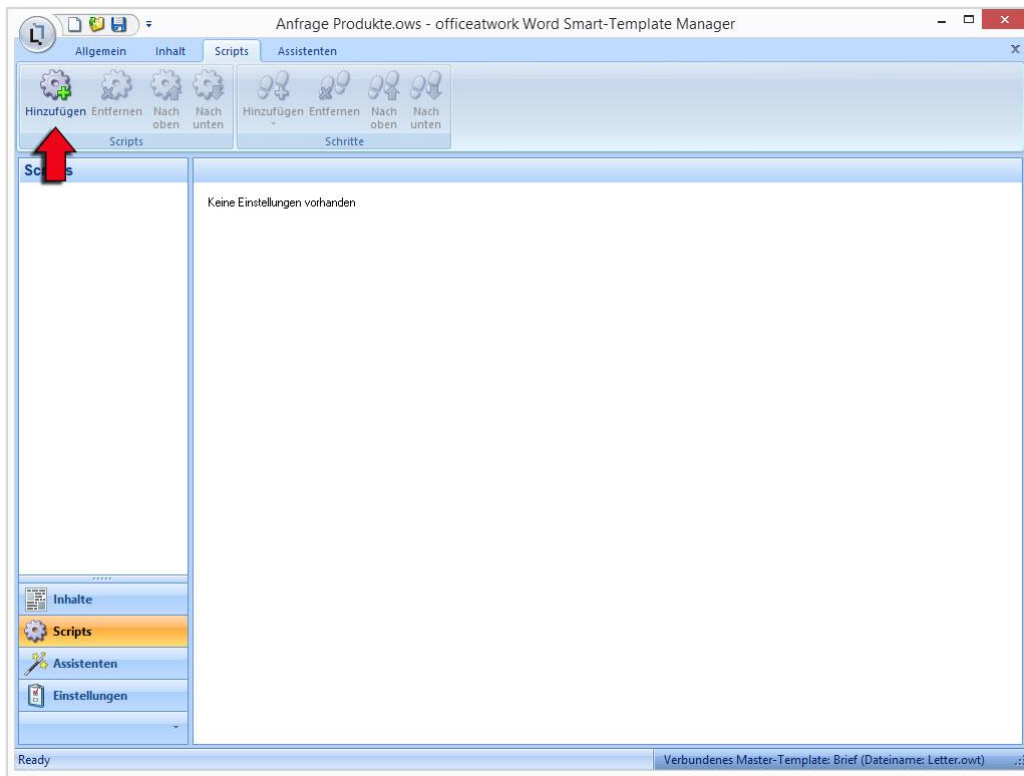 Anfrage Produkte.ows - officeatwork Word Smart-Template Manager
Allgemein Inhalt Scripts Assistenten
Hinzufügen Entfernen Nach oben Nach unten Hinzufügen Entfernen Nach oben Nach unten
Scripts Schritte
Keine Einstellungen vorhanden
Inhalte
Scripts
Assistenten
Einstellungen
Ready Verbundenes Master-Template: Brief (Dateiname: Letter.owt)